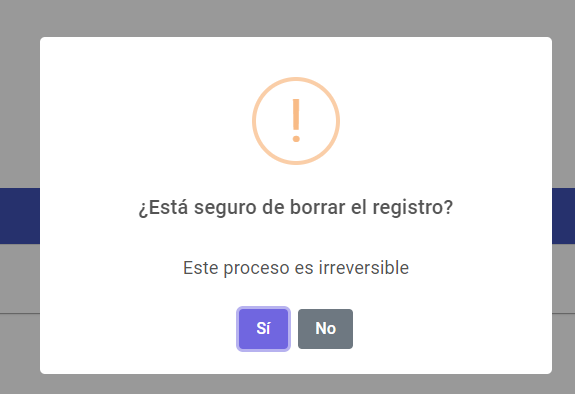 !
¿Está seguro de borrar el registro?
Este proceso es irreversible
Sí
No